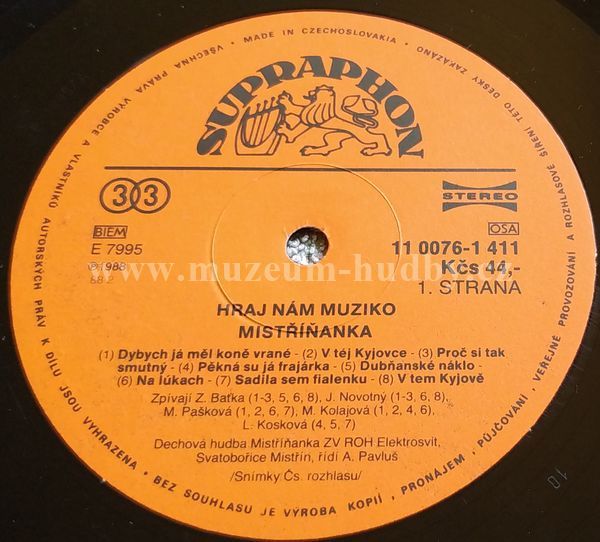 VŠECHNA PRÁVA VÝROBCE A VLASTNÍKŮ AUTORSKÝCH PRÁV K DÍLU JSOU VYHRAZENA • BEZ SOUHLASU JE VÝROBA KOPIÍ, PRONÁJEM, PŮJČOVÁNÍ, VEŘEJNÉ PROVOZOVÁNÍ A ROZHLASOVÉ ŠÍŘENÍ TÉTO DESKY ZAKÁZÁNO • MADE IN CZECHOSLOVAKIA •
SUPRAPHON
33
STEREO
BIEM
OSA
E 7995
11 0076-1 411
℗ 1988
Kčs 44,-
88 2
1. STRANA
www.muzeum-hudby.cz
HRAJ NÁM MUZIKO
MISTŘÍŇANKA
(1) Dybych já měl koně vrané - (2) V téj Kyjovce - (3) Proč si tak
smutný - (4) Pěkná su já frajárka - (5) Dubňanské náklo -
(6) Na lúkach - (7) Sadila sem fialenku - (8) V tem Kyjově
Zpívají Z. Baťka (1-3, 5, 6, 8), J. Novotný (1-3, 6, 8),
M. Pašková (1, 2, 6, 7), M. Kolajová (1, 2, 4, 6),
L. Kosková (4, 5, 7)
Dechová hudba Mistříňanka ZV ROH Elektrosvit,
Svatobořice Mistřín, řídí A. Pavluš
/Snímky Čs. rozhlasu/
10